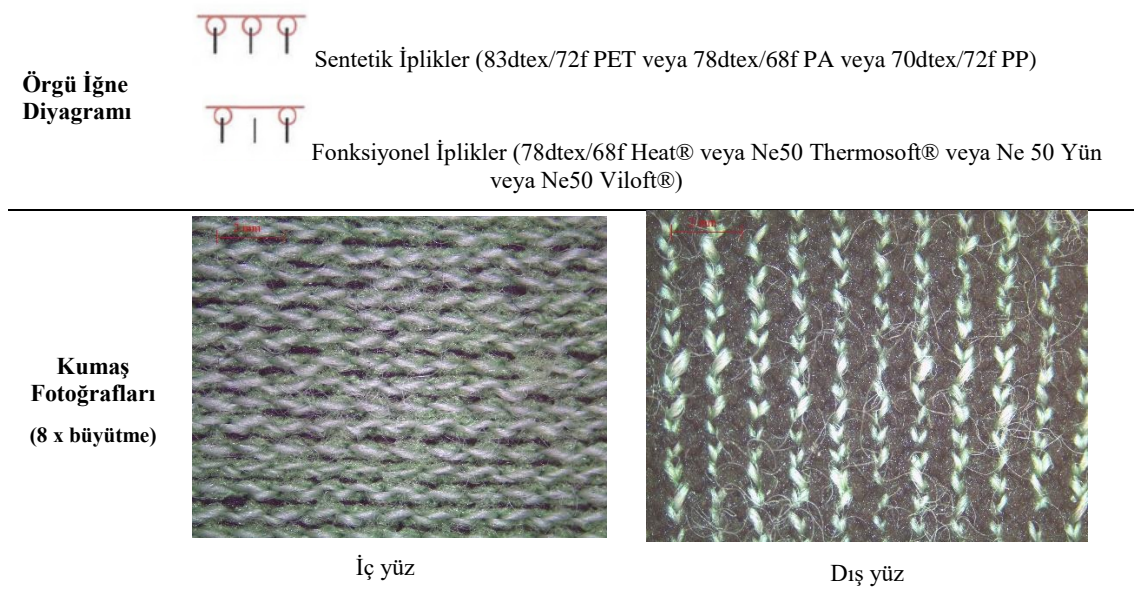 Sentetik İplikler (83dtex/72f PET veya 78dtex/68f PA veya 70dtex/72f PP)
Örgü İğne
Diyagramı
Fonksiyonel İplikler (78dtex/68f Heat® veya Ne50 Thermosoft® veya Ne 50 Yün
veya Ne50 Viloft®)
Kumaş
Fotoğrafları
(8 x büyütme)
İç yüz
Dış yüz